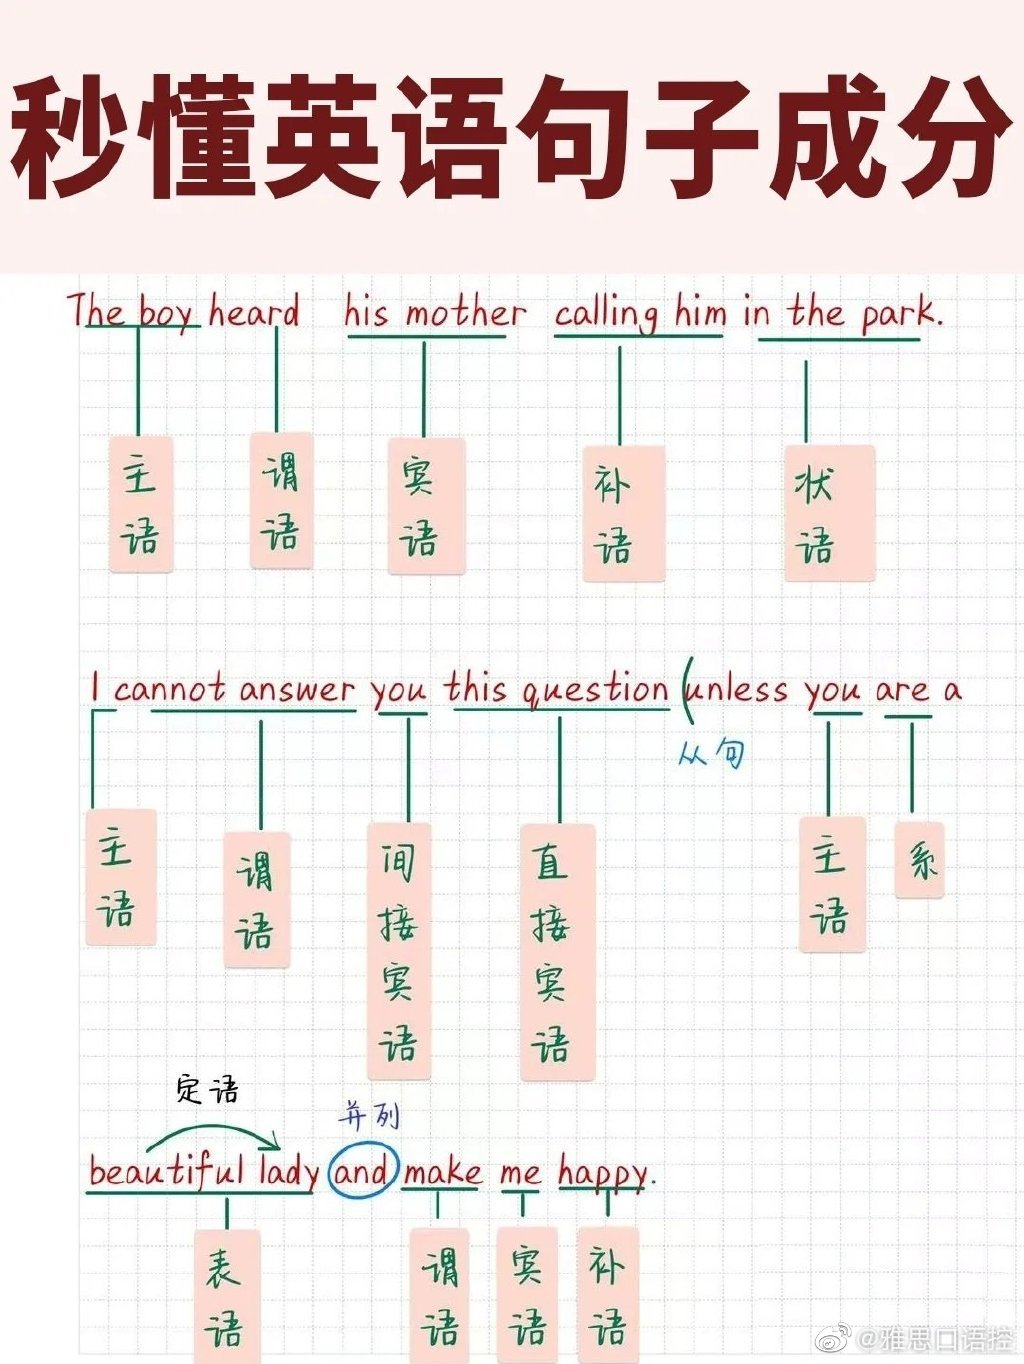 秒懂英语句子成分
The boy heard his mother calling him in the park.
主语 谓语 宾语 补语 状语
I cannot answer you this question (unless you are a
从句
主语 谓语 间接宾语 直接宾语 主语 系
定语
并列
beautiful lady and make me happy.
表语 谓语 宾语 补语
@雅思口语控